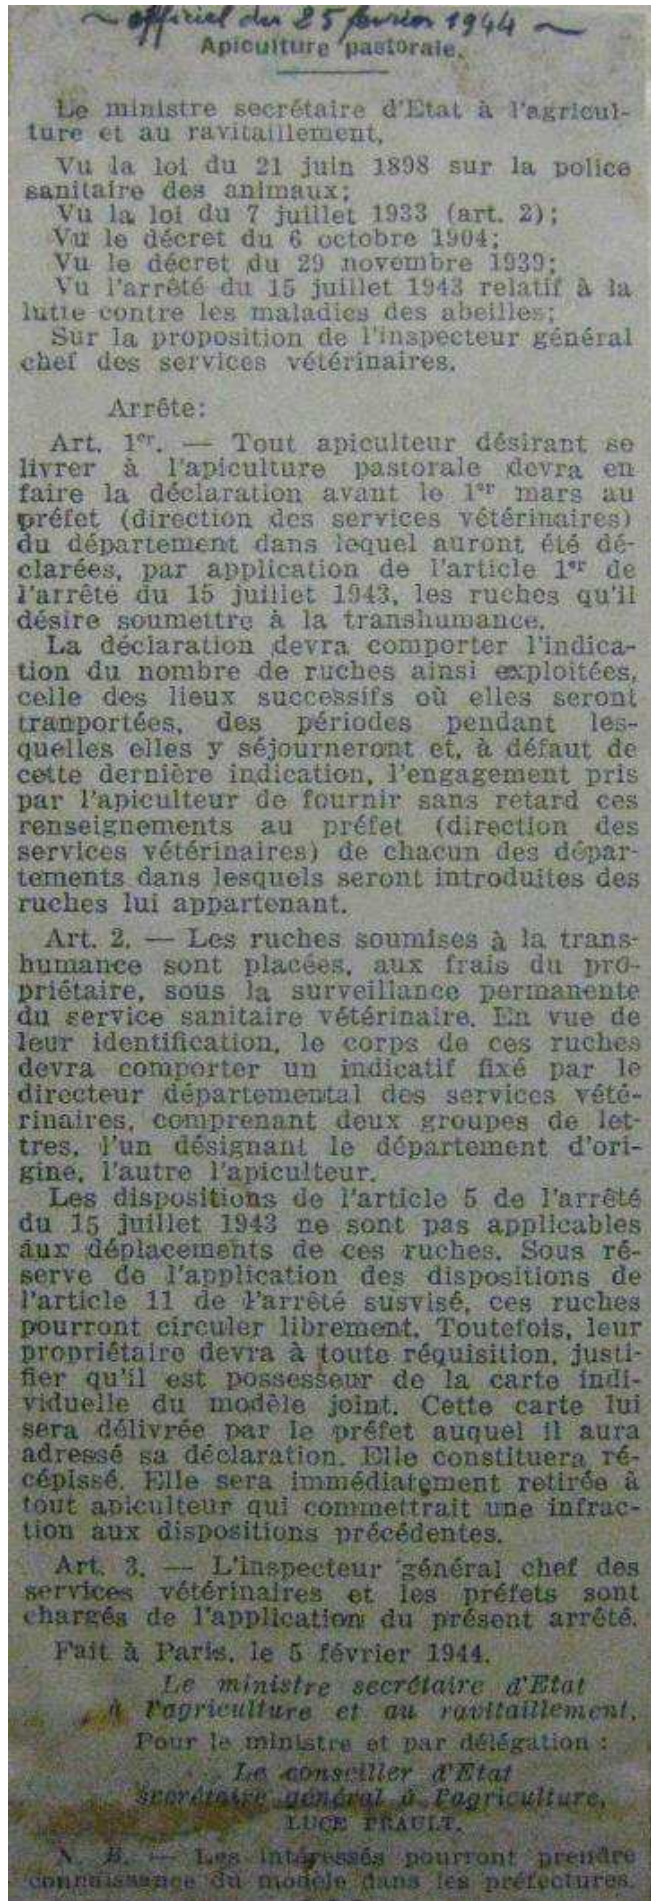 ~ officiel du 25 février 1944 ~
Apiculture pastorale.
Le ministre secrétaire d'Etat à l'agricul-
ture et au ravitaillement,
Vu la loi du 21 juin 1898 sur la police
sanitaire des animaux;
Vu la loi du 7 juillet 1933 (art. 2);
Vu le décret du 6 octobre 1904;
Vu le décret du 29 novembre 1939;
Vu l'arrêté du 15 juillet 1943 relatif à la
lutte contre les maladies des abeilles;
Sur la proposition de l'inspecteur général
chef des services vétérinaires.
Arrête:
Art. 1er. — Tout apiculteur désirant se
livrer à l'apiculture pastorale devra en
faire la déclaration avant le 1er mars au
préfet (direction des services vétérinaires)
du département dans lequel auront été dé-
clarées, par application de l'article 1er de
l'arrêté du 15 juillet 1943, les ruches qu'il
désire soumettre à la transhumance.
La déclaration devra comporter l'indica-
tion du nombre de ruches ainsi exploitées,
celle des lieux successifs où elles seront
tranportées, des périodes pendant les-
quelles elles y séjourneront et, à défaut de
cette dernière indication, l'engagement pris
par l'apiculteur de fournir sans retard ces
renseignements au préfet (direction des
services vétérinaires) de chacun des dépar-
tements dans lesquels seront introduites des
ruches lui appartenant.
Art. 2. — Les ruches soumises à la trans-
humance sont placées, aux frais du pro-
priétaire, sous la surveillance permanente
du service sanitaire vétérinaire. En vue de
leur identification, le corps de ces ruches
devra comporter un indicatif fixé par le
directeur départemental des services vété-
rinaires, comprenant deux groupes de let-
tres, l'un désignant le département d'ori-
gine, l'autre l'apiculteur.
Les dispositions de l'article 5 de l'arrêté
du 15 juillet 1943 ne sont pas applicables
aux déplacements de ces ruches. Sous ré-
serve de l'application des dispositions de
l'article 11 de l'arrêté susvisé, ces ruches
pourront circuler librement. Toutefois, leur
propriétaire devra à toute réquisition, justi-
fier qu'il est possesseur de la carte indi-
viduelle du modèle joint. Cette carte lui
sera délivrée par le préfet auquel il aura
adressé sa déclaration. Elle constituera ré-
cépissé. Elle sera immédiatement retirée à
tout apiculteur qui commettrait une infrac-
tion aux dispositions précédentes.
Art. 3. — L'inspecteur général chef des
services vétérinaires et les préfets sont
chargés de l'application du présent arrêté.
Fait à Paris, le 5 février 1944.
Le ministre secrétaire d'Etat
à l'agriculture et au ravitaillement,
Pour le ministre et par délégation :
Le conseiller d'Etat
secrétaire général à l'agriculture,
LUCE PRAULT.
N. B. — Les intéressés pourront prendre
connaissance du modèle dans les préfectures.